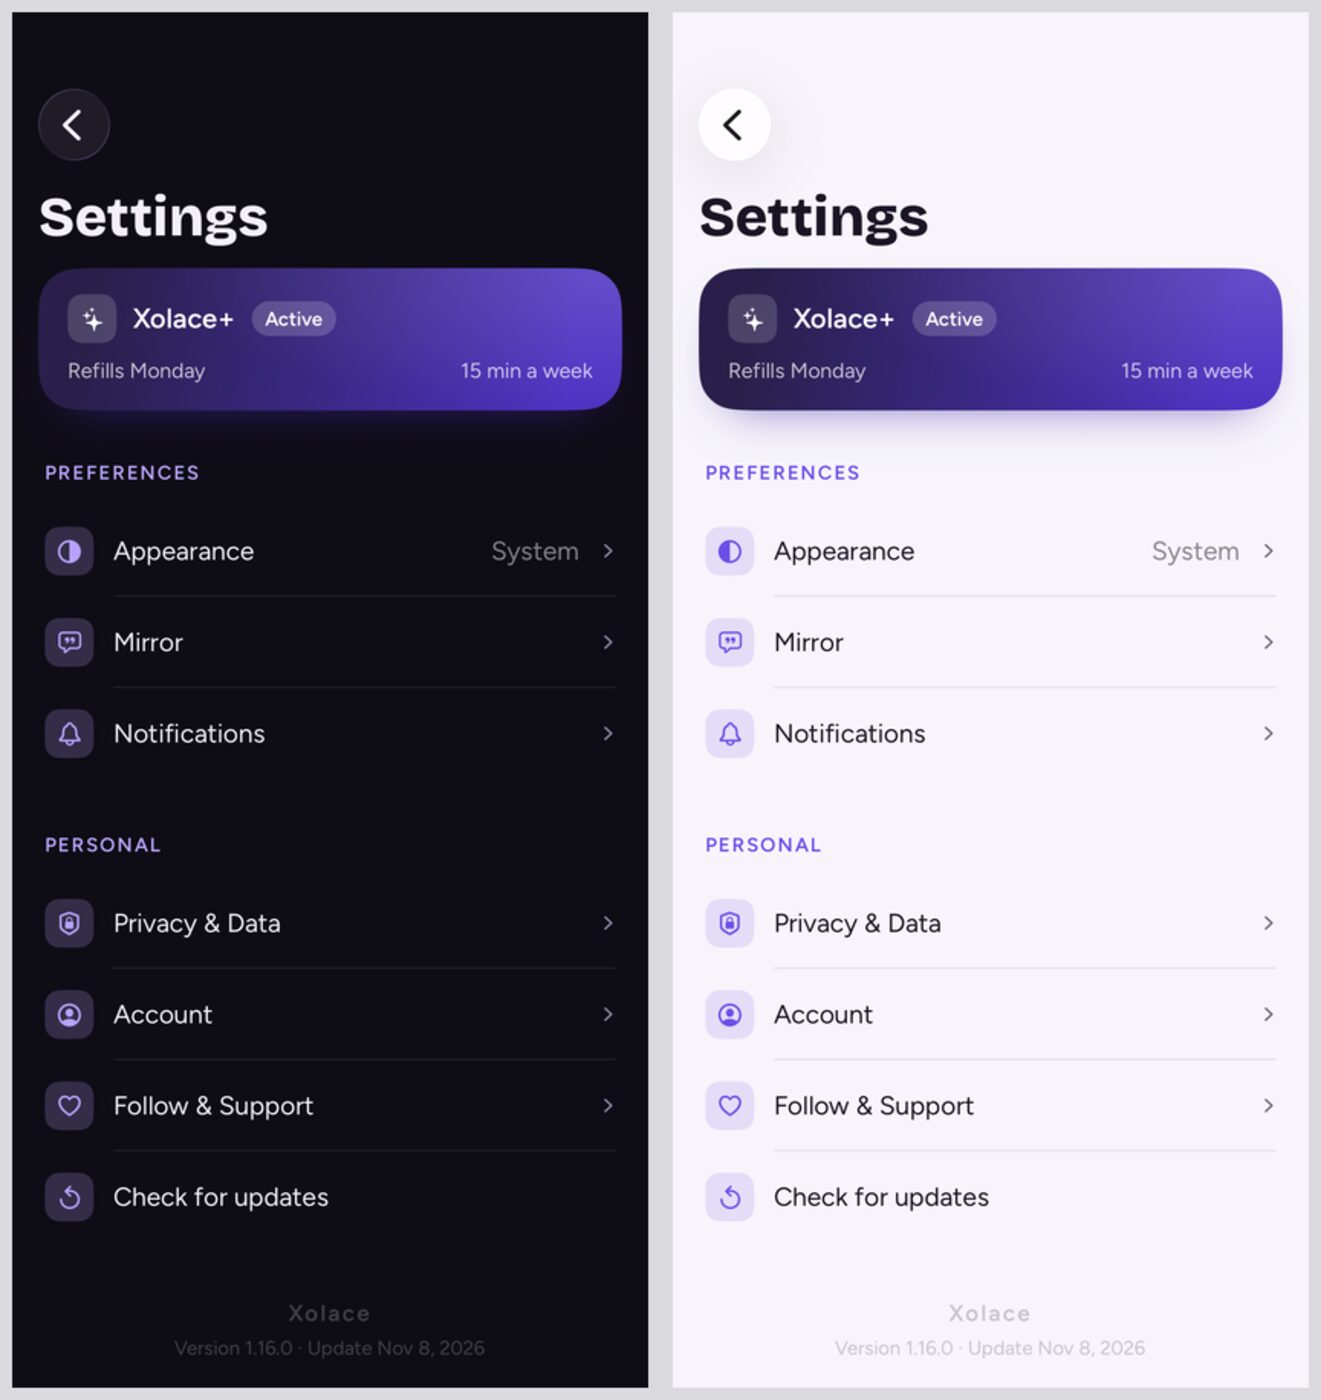 Settings
Xolace+ Active
Refills Monday 15 min a week
PREFERENCES
Appearance System
Mirror
Notifications
PERSONAL
Privacy & Data
Account
Follow & Support
Check for updates
Xolace
Version 1.16.0 · Update Nov 8, 2026
Settings
Xolace+ Active
Refills Monday 15 min a week
PREFERENCES
Appearance System
Mirror
Notifications
PERSONAL
Privacy & Data
Account
Follow & Support
Check for updates
Xolace
Version 1.16.0 · Update Nov 8, 2026